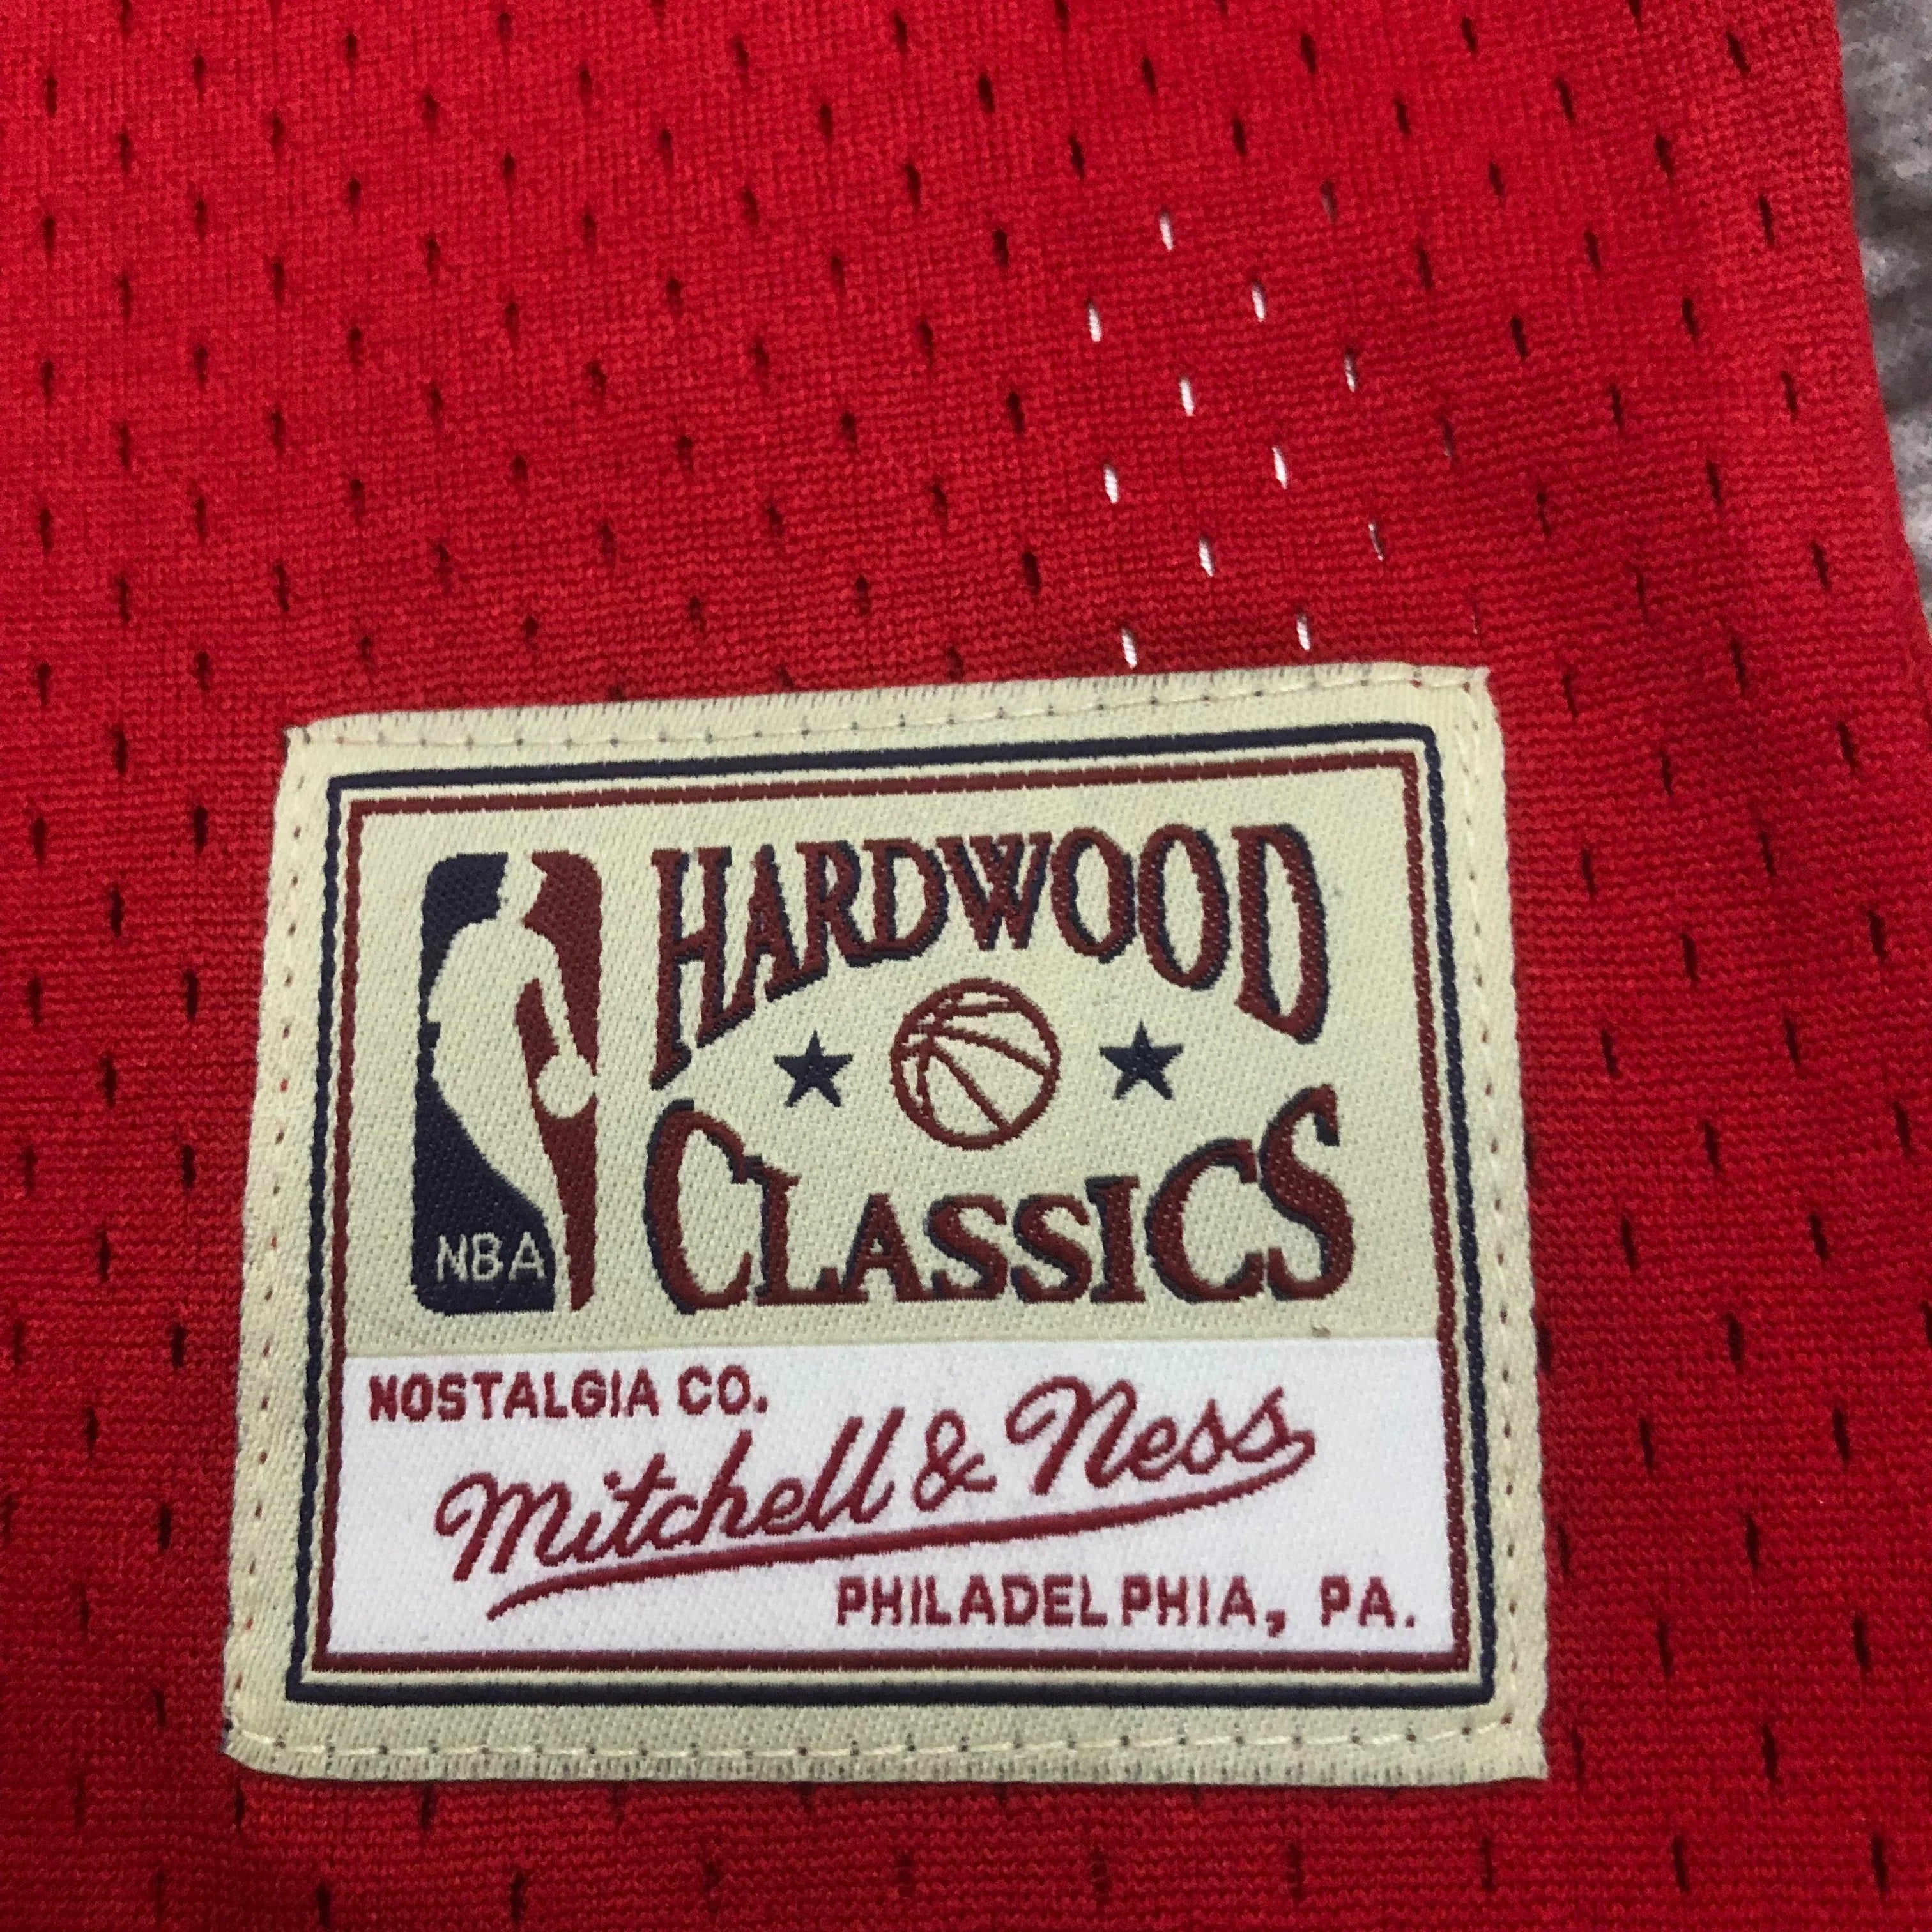 HARDWOOD
CLASSICS
NBA
NOSTALGIA CO.
Mitchell & Ness
PHILADELPHIA, PA.